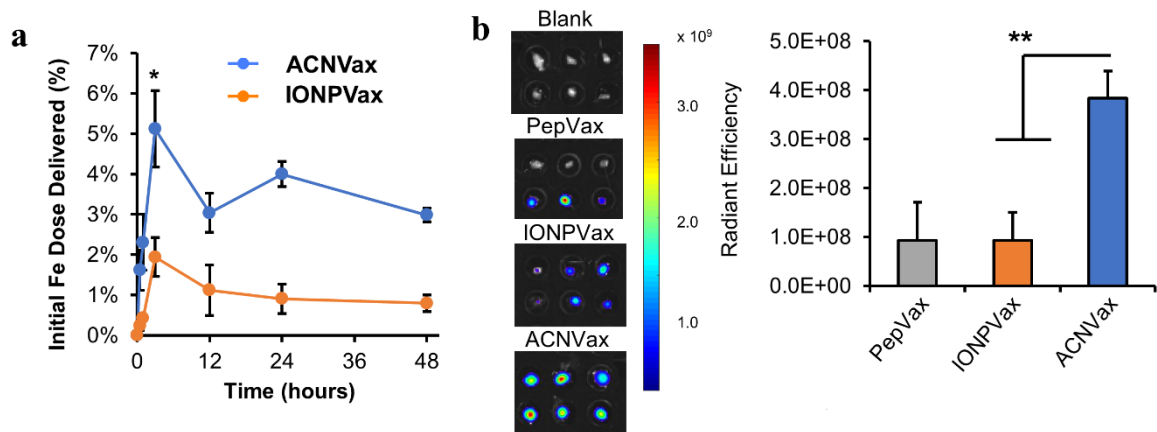 a
Initial Fe Dose Delivered (%)
7%
6%
5%
4%
3%
2%
1%
0%
*
ACNVax
IONPVax
0
12
24
36
48
Time (hours)
b
Blank
PepVax
IONPVax
ACNVax
x 10⁹
3.0
2.0
1.0
Radiant Efficiency
5.0E+08
4.0E+08
3.0E+08
2.0E+08
1.0E+08
0.0E+00
**
PepVax
IONPVax
ACNVax